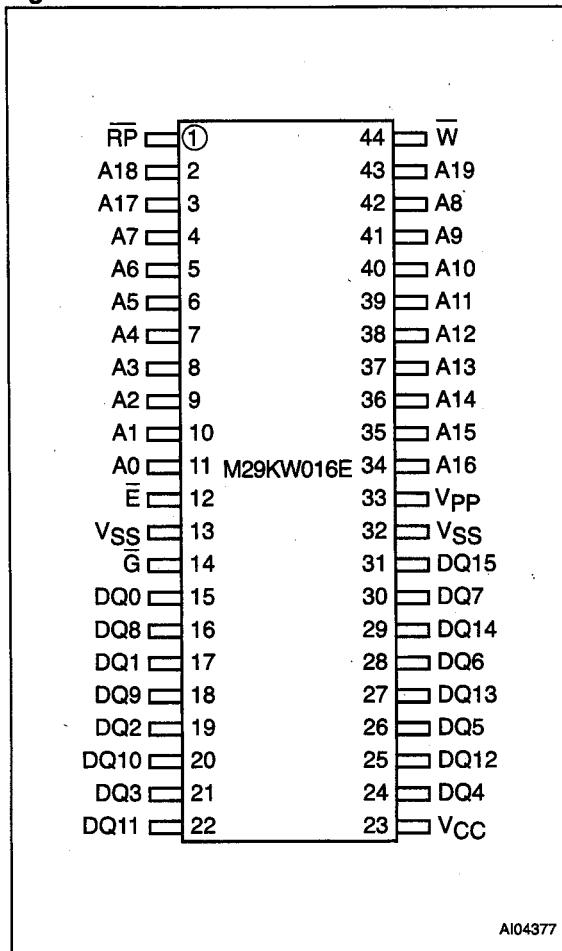 R̅P̅ 1 44 W̅
A18 2 43 A19
A17 3 42 A8
A7 4 41 A9
A6 5 40 A10
A5 6 39 A11
A4 7 38 A12
A3 8 37 A13
A2 9 36 A14
A1 10 35 A15
A0 11 M29KW016E 34 A16
E̅ 12 33 VPP
VSS 13 32 VSS
G̅ 14 31 DQ15
DQ0 15 30 DQ7
DQ8 16 29 DQ14
DQ1 17 28 DQ6
DQ9 18 27 DQ13
DQ2 19 26 DQ5
DQ10 20 25 DQ12
DQ3 21 24 DQ4
DQ11 22 23 VCC
AI04377